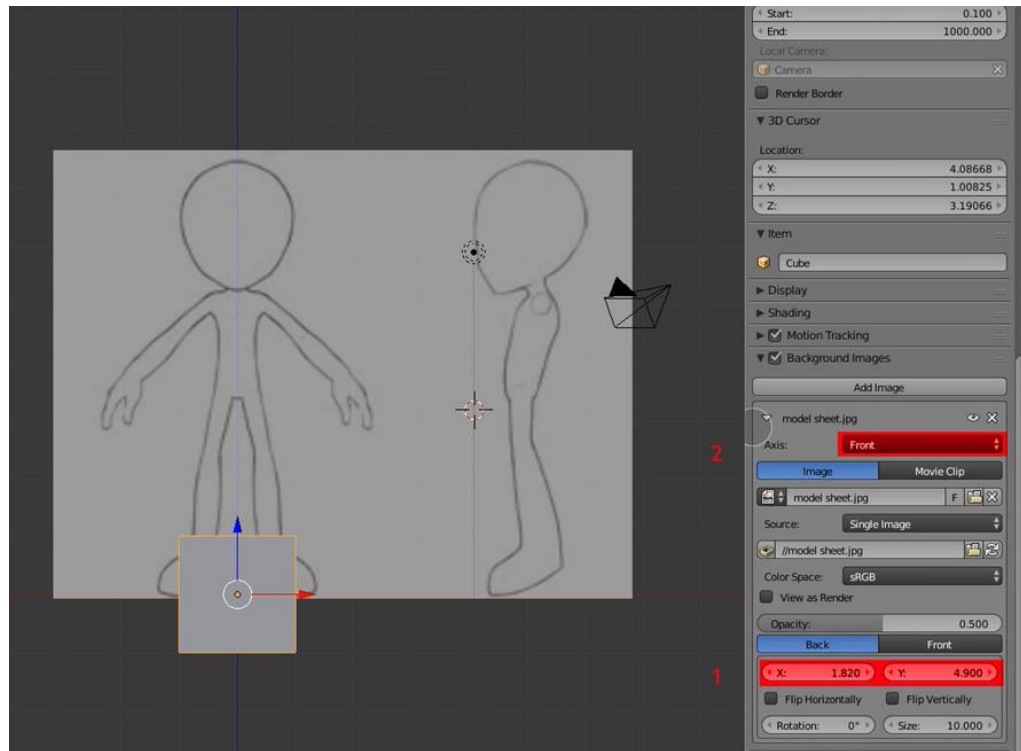 Start: 0.100
End: 1000.000
Local Camera:
Camera
Render Border
3D Cursor
Location:
X: 4.08668
Y: 1.00825
Z: 3.19066
Item
Cube
Display
Shading
Motion Tracking
Background Images
Add Image
model sheet.jpg
2
Axis: Front
Image Movie Clip
model sheet.jpg F
Source: Single Image
//model sheet.jpg
Color Space: sRGB
View as Render
Opacity: 0.500
Back Front
1
X: 1.820 Y: 4.900
Flip Horizontally Flip Vertically
Rotation: 0° Size: 10.000